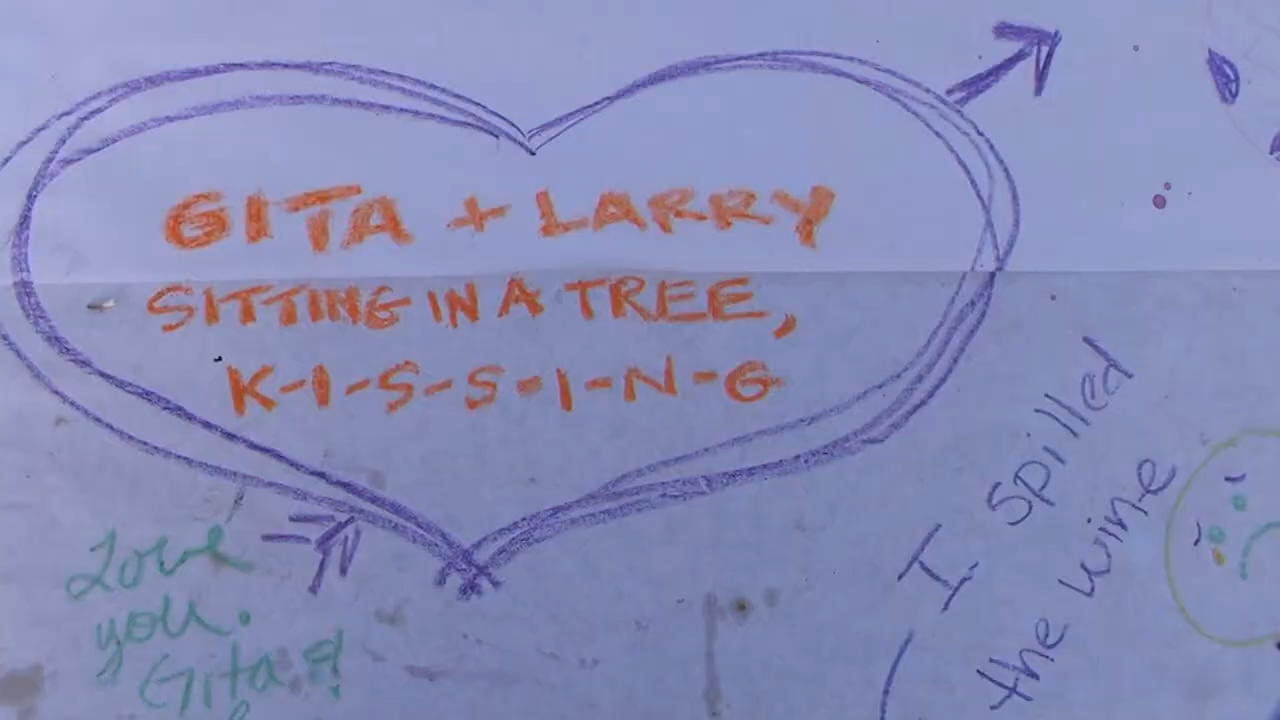 GITA + LARRY
SITTING IN A TREE,
K-I-S-S-I-N-G
Love
you.
Gita
I Spilled
the wine